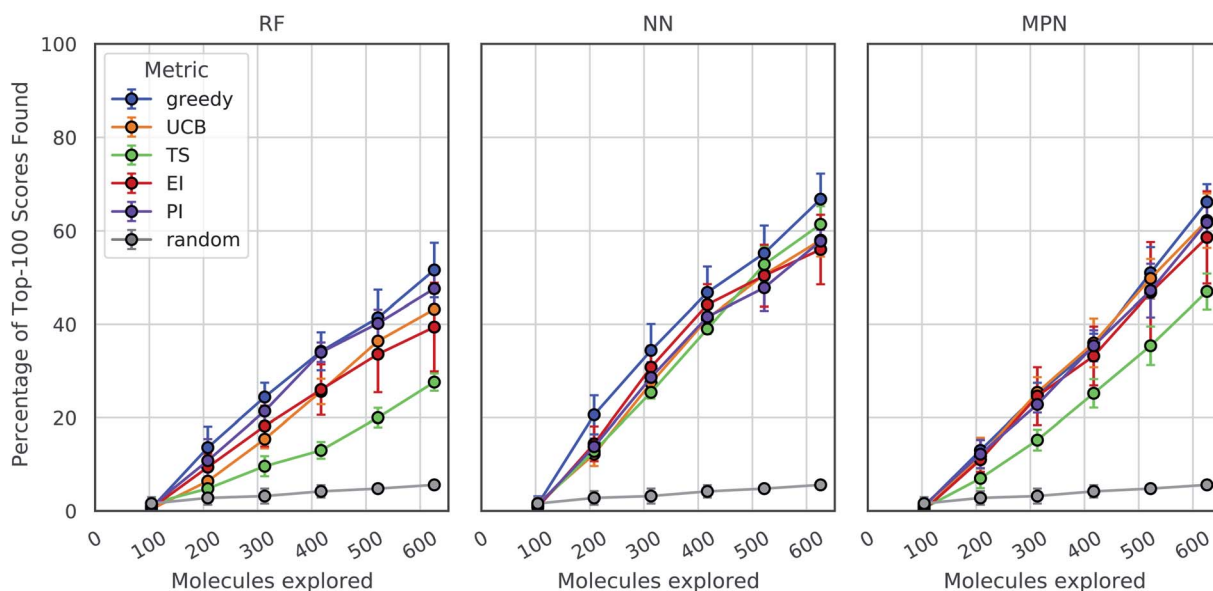 RF
NN
MPN
Percentage of Top-100 Scores Found
100
80
60
40
20
0
Metric
greedy
UCB
TS
EI
PI
random
0
100
200
300
400
500
600
Molecules explored
0
100
200
300
400
500
600
Molecules explored
0
100
200
300
400
500
600
Molecules explored